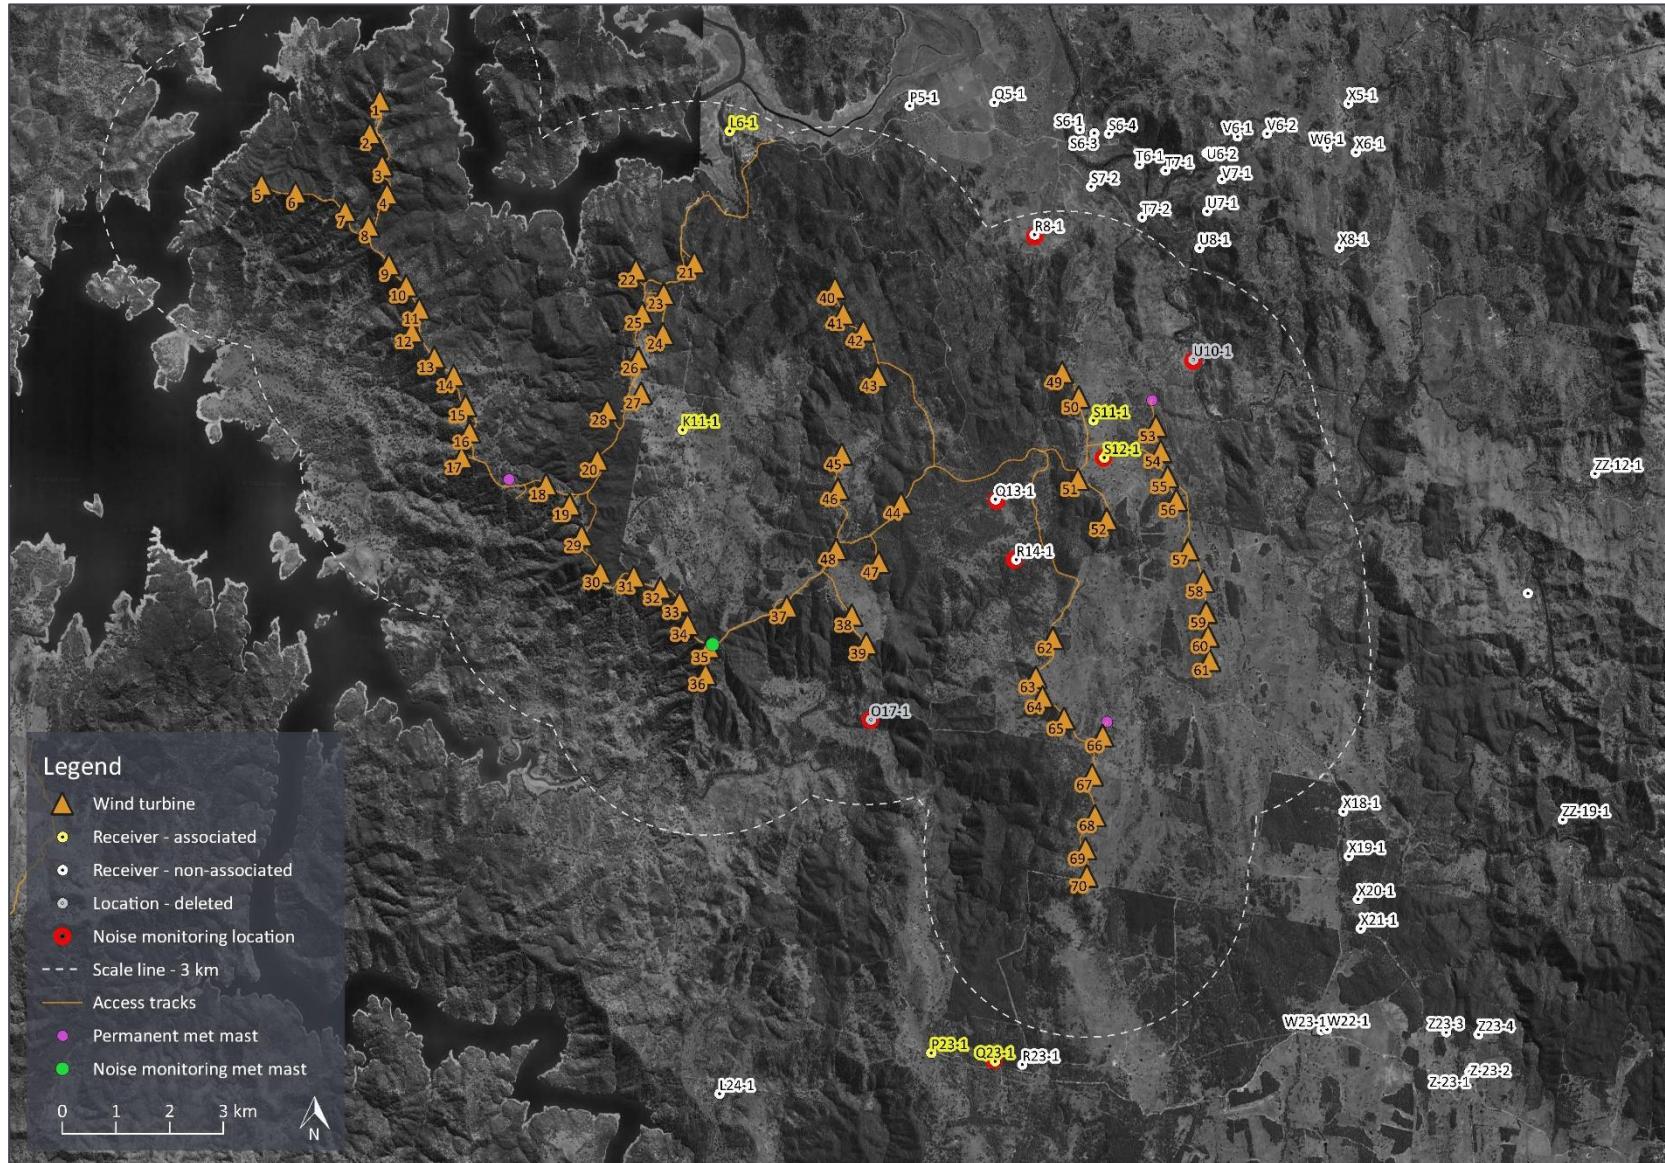 1
2
3
4
5
6
7
8
9
10
11
12
13
14
15
16
17
18
19
20
21
22
23
24
25
26
27
28
29
30
31
32
33
34
35
36
37
38
39
40
41
42
43
44
45
46
47
48
49
50
51
52
53
54
55
56
57
58
59
60
61
62
63
64
65
66
67
68
69
70
L6-1
P5-1
Q5-1
S6-1
S6-3
S6-4
T6-1
T7-1
S7-2
T7-2
V6-1
V6-2
U6-2
V7-1
U7-1
U8-1
W6-1
X5-1
X6-1
X8-1
R8-1
U10-1
K11-1
S11-1
S12-1
Q13-1
R14-1
O17-1
ZZ-12-1
ZZ-19-1
X18-1
X19-1
X20-1
X21-1
W23-1
W22-1
Z23-3
Z23-4
Z-23-1
Z-23-2
P23-1
Q23-1
R23-1
L24-1
Legend
Wind turbine
Receiver - associated
Receiver - non-associated
Location - deleted
Noise monitoring location
Scale line - 3 km
Access tracks
Permanent met mast
Noise monitoring met mast
0 1 2 3 km
N